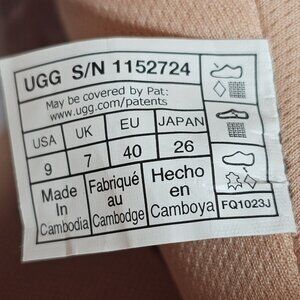 UGG S/N 1152724
May be covered by Pat:
www.ugg.com/patents
USA UK EU JAPAN
9 7 40 26
Made In Cambodia
Fabriqué au Cambodge
Hecho en Camboya
FQ1023J